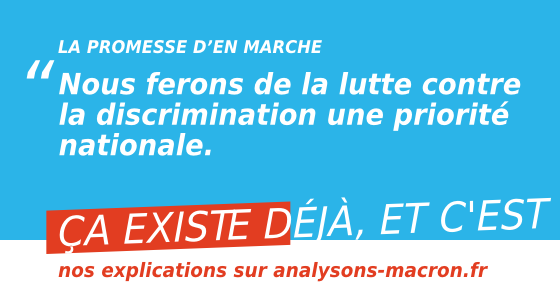 LA PROMESSE D’EN MARCHE
“ Nous ferons de la lutte contre
la discrimination une priorité
nationale.
ÇA EXISTE DÉJÀ, ET C'EST
nos explications sur analysons-macron.fr